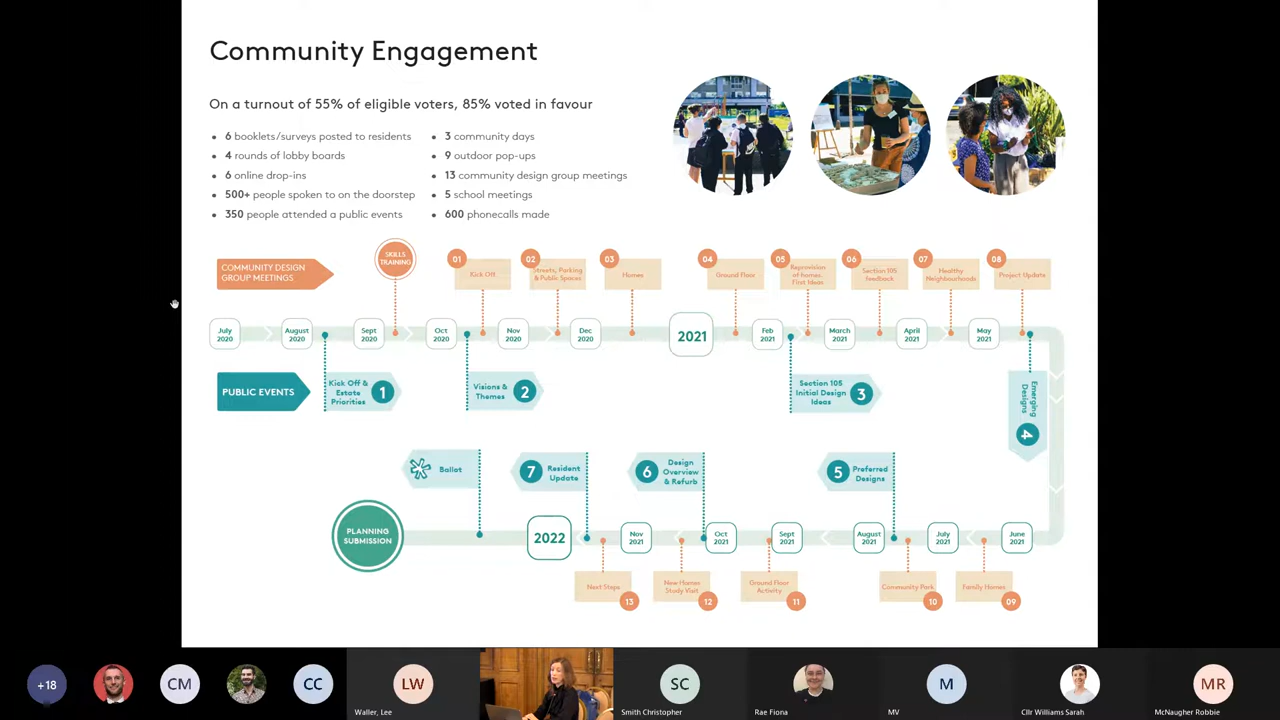 Community Engagement
On a turnout of 55% of eligible voters, 85% voted in favour
6 booklets/surveys posted to residents
4 rounds of lobby boards
6 online drop-ins
500+ people spoken to on the doorstep
350 people attended a public events
3 community days
9 outdoor pop-ups
13 community design group meetings
5 school meetings
600 phonecalls made
COMMUNITY DESIGN
GROUP MEETINGS
SKILLS
TRAINING
01
Kick Off
02
Streets, Parking
& Public Spaces
03
Homes
04
Ground Floor
05
Reprovision
of homes.
First Ideas
06
Section 105
feedback
07
Healthy
Neighbourhoods
08
Project Update
July
2020
August
2020
Sept
2020
Oct
2020
Nov
2020
Dec
2020
2021
Feb
2021
March
2021
April
2021
May
2021
PUBLIC EVENTS
Kick Off &
Estate
Priorities
1
Visions &
Themes
2
Section 105
Initial Design
Ideas
3
Emerging
Designs
4
Ballot
7
Resident
Update
6
Design
Overview
& Refurb
5
Preferred
Designs
PLANNING
SUBMISSION
2022
Nov
2021
Oct
2021
Sept
2021
August
2021
July
2021
June
2021
Next Steps
13
New Homes
Study Visit
12
Ground Floor
Activity
11
Community Park
10
Family Homes
09
+18
CM
CC
LW
Waller, Lee
SC
Smith Christopher
Rae Fiona
M
MV
Cllr Williams Sarah
MR
McNaugher Robbie